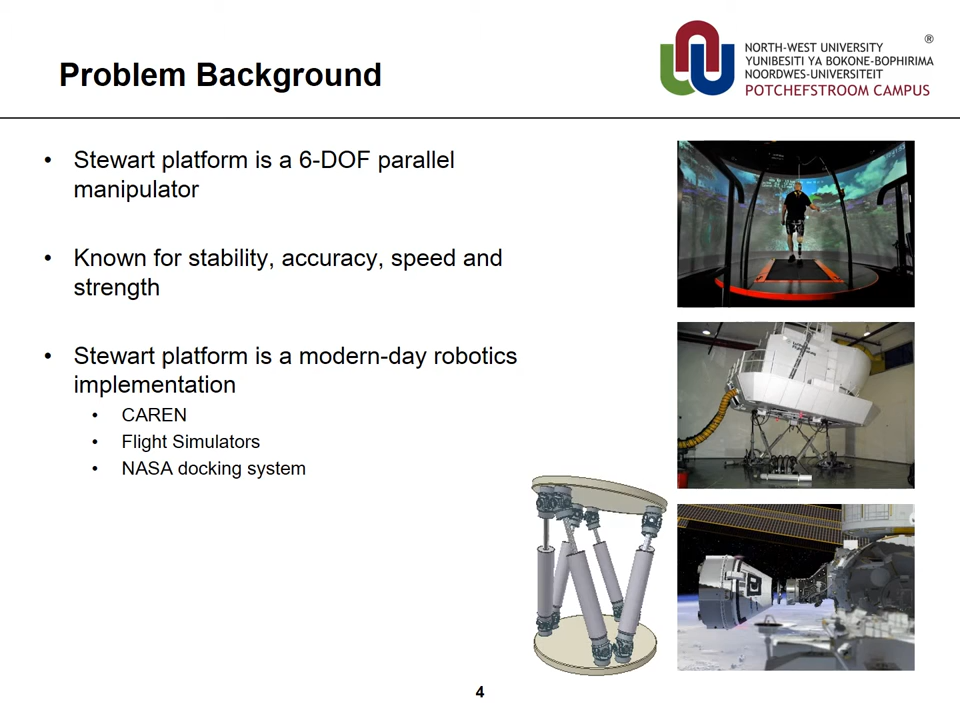 Problem Background
®
NORTH-WEST UNIVERSITY
YUNIBESITI YA BOKONE-BOPHIRIMA
NOORDWES-UNIVERSITEIT
POTCHEFSTROOM CAMPUS
• Stewart platform is a 6-DOF parallel
manipulator
• Known for stability, accuracy, speed and
strength
• Stewart platform is a modern-day robotics
implementation
• CAREN
• Flight Simulators
• NASA docking system
4